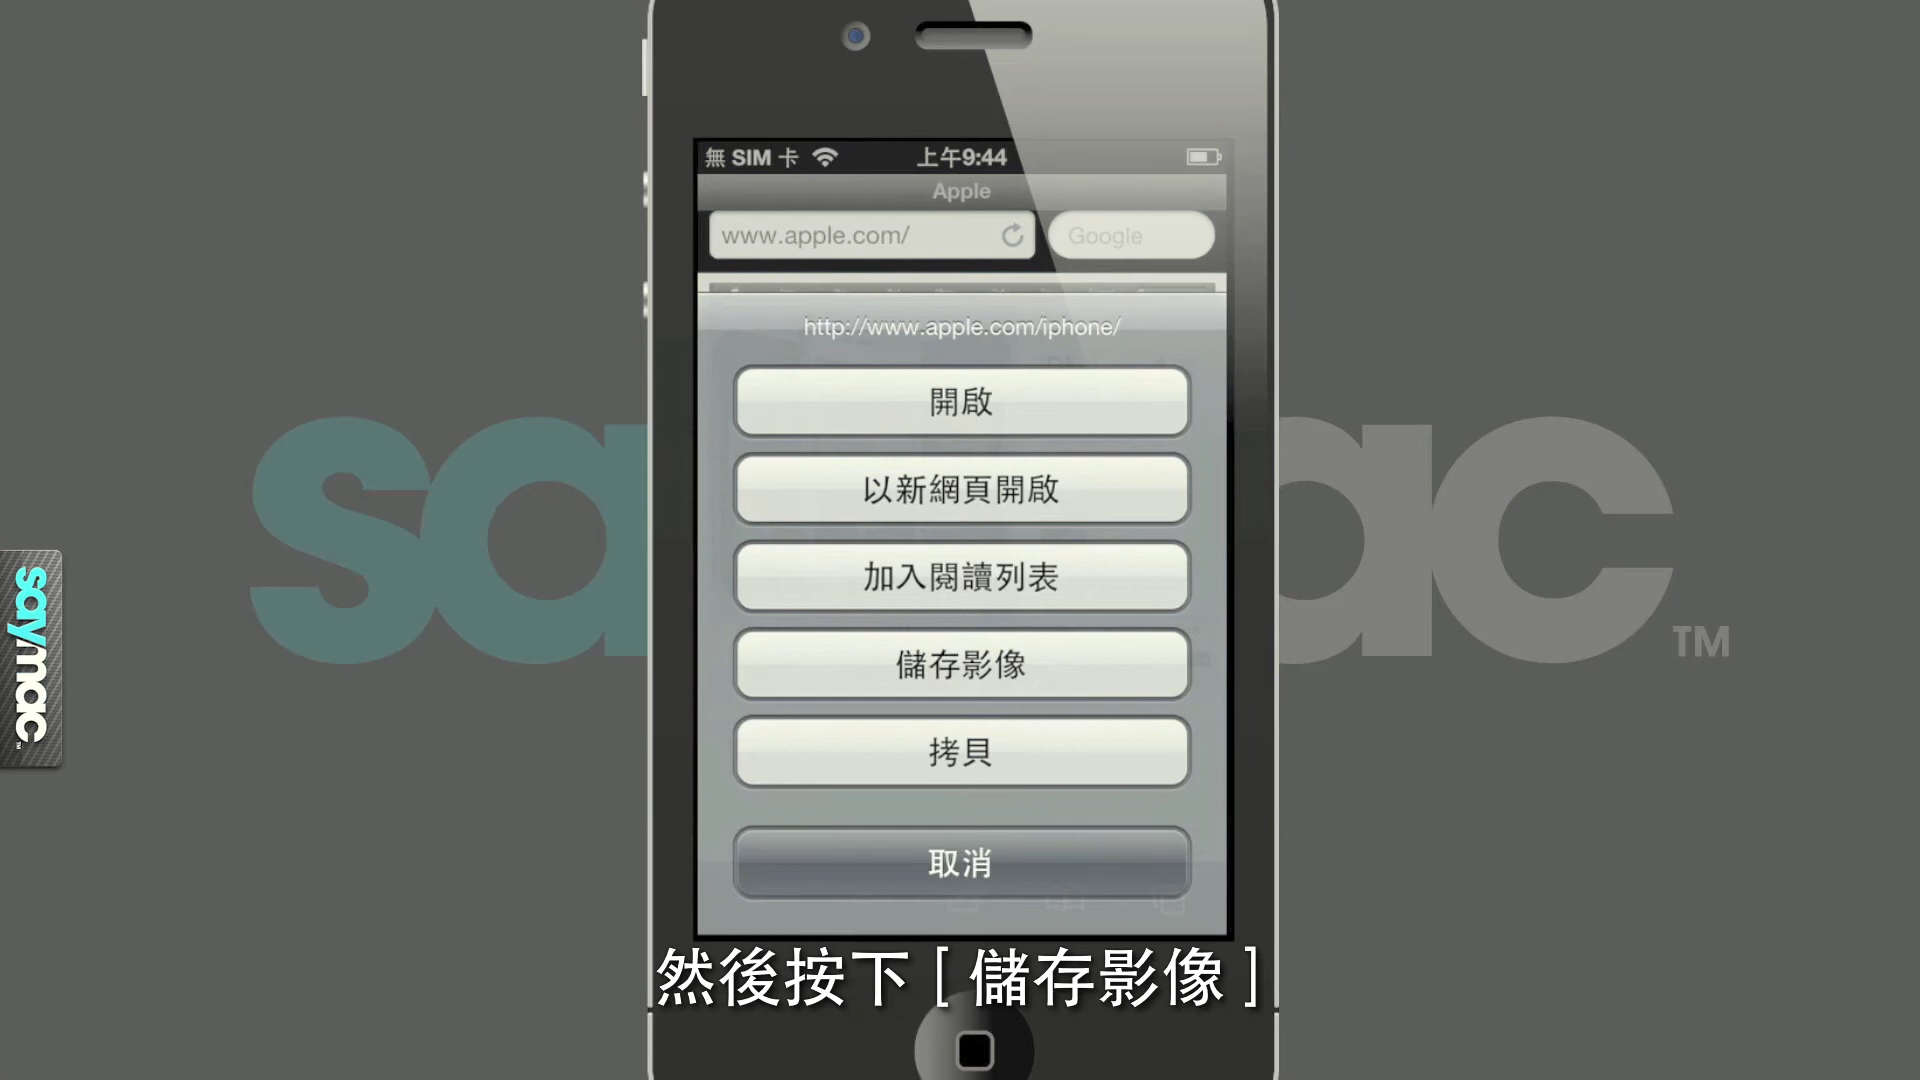 無 SIM 卡
上午9:44
Apple
www.apple.com/
Google
http://www.apple.com/iphone/
開啟
以新網頁開啟
加入閱讀列表
儲存影像
拷貝
取消
然後按下 [ 儲存影像 ]
saymac™